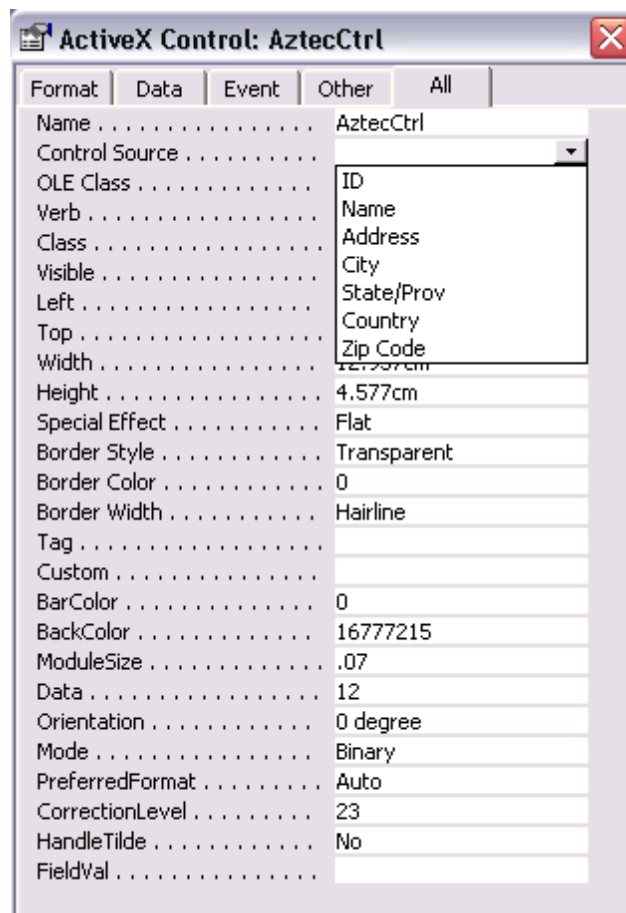 ActiveX Control: AztecCtrl
Format Data Event Other All
Name . . . . . . . . . . . . . . . . AztecCtrl
Control Source . . . . . . . . . .
OLE Class . . . . . . . . . . . . . ID
Verb . . . . . . . . . . . . . . . . . Name
Class . . . . . . . . . . . . . . . . . Address
Visible . . . . . . . . . . . . . . . . City
Left . . . . . . . . . . . . . . . . . . State/Prov
Top . . . . . . . . . . . . . . . . . . Country
Zip Code
Width . . . . . . . . . . . . . . . .
Height . . . . . . . . . . . . . . . . 4.577cm
Special Effect . . . . . . . . . . . Flat
Border Style . . . . . . . . . . . . Transparent
Border Color . . . . . . . . . . . . 0
Border Width . . . . . . . . . . . Hairline
Tag . . . . . . . . . . . . . . . . . .
Custom . . . . . . . . . . . . . . .
BarColor . . . . . . . . . . . . . . 0
BackColor . . . . . . . . . . . . . 16777215
ModuleSize . . . . . . . . . . . . . .07
Data . . . . . . . . . . . . . . . . . 12
Orientation . . . . . . . . . . . . 0 degree
Mode . . . . . . . . . . . . . . . . Binary
PreferredFormat . . . . . . . . . Auto
CorrectionLevel . . . . . . . . . 23
HandleTilde . . . . . . . . . . . . No
FieldVal . . . . . . . . . . . . . . .